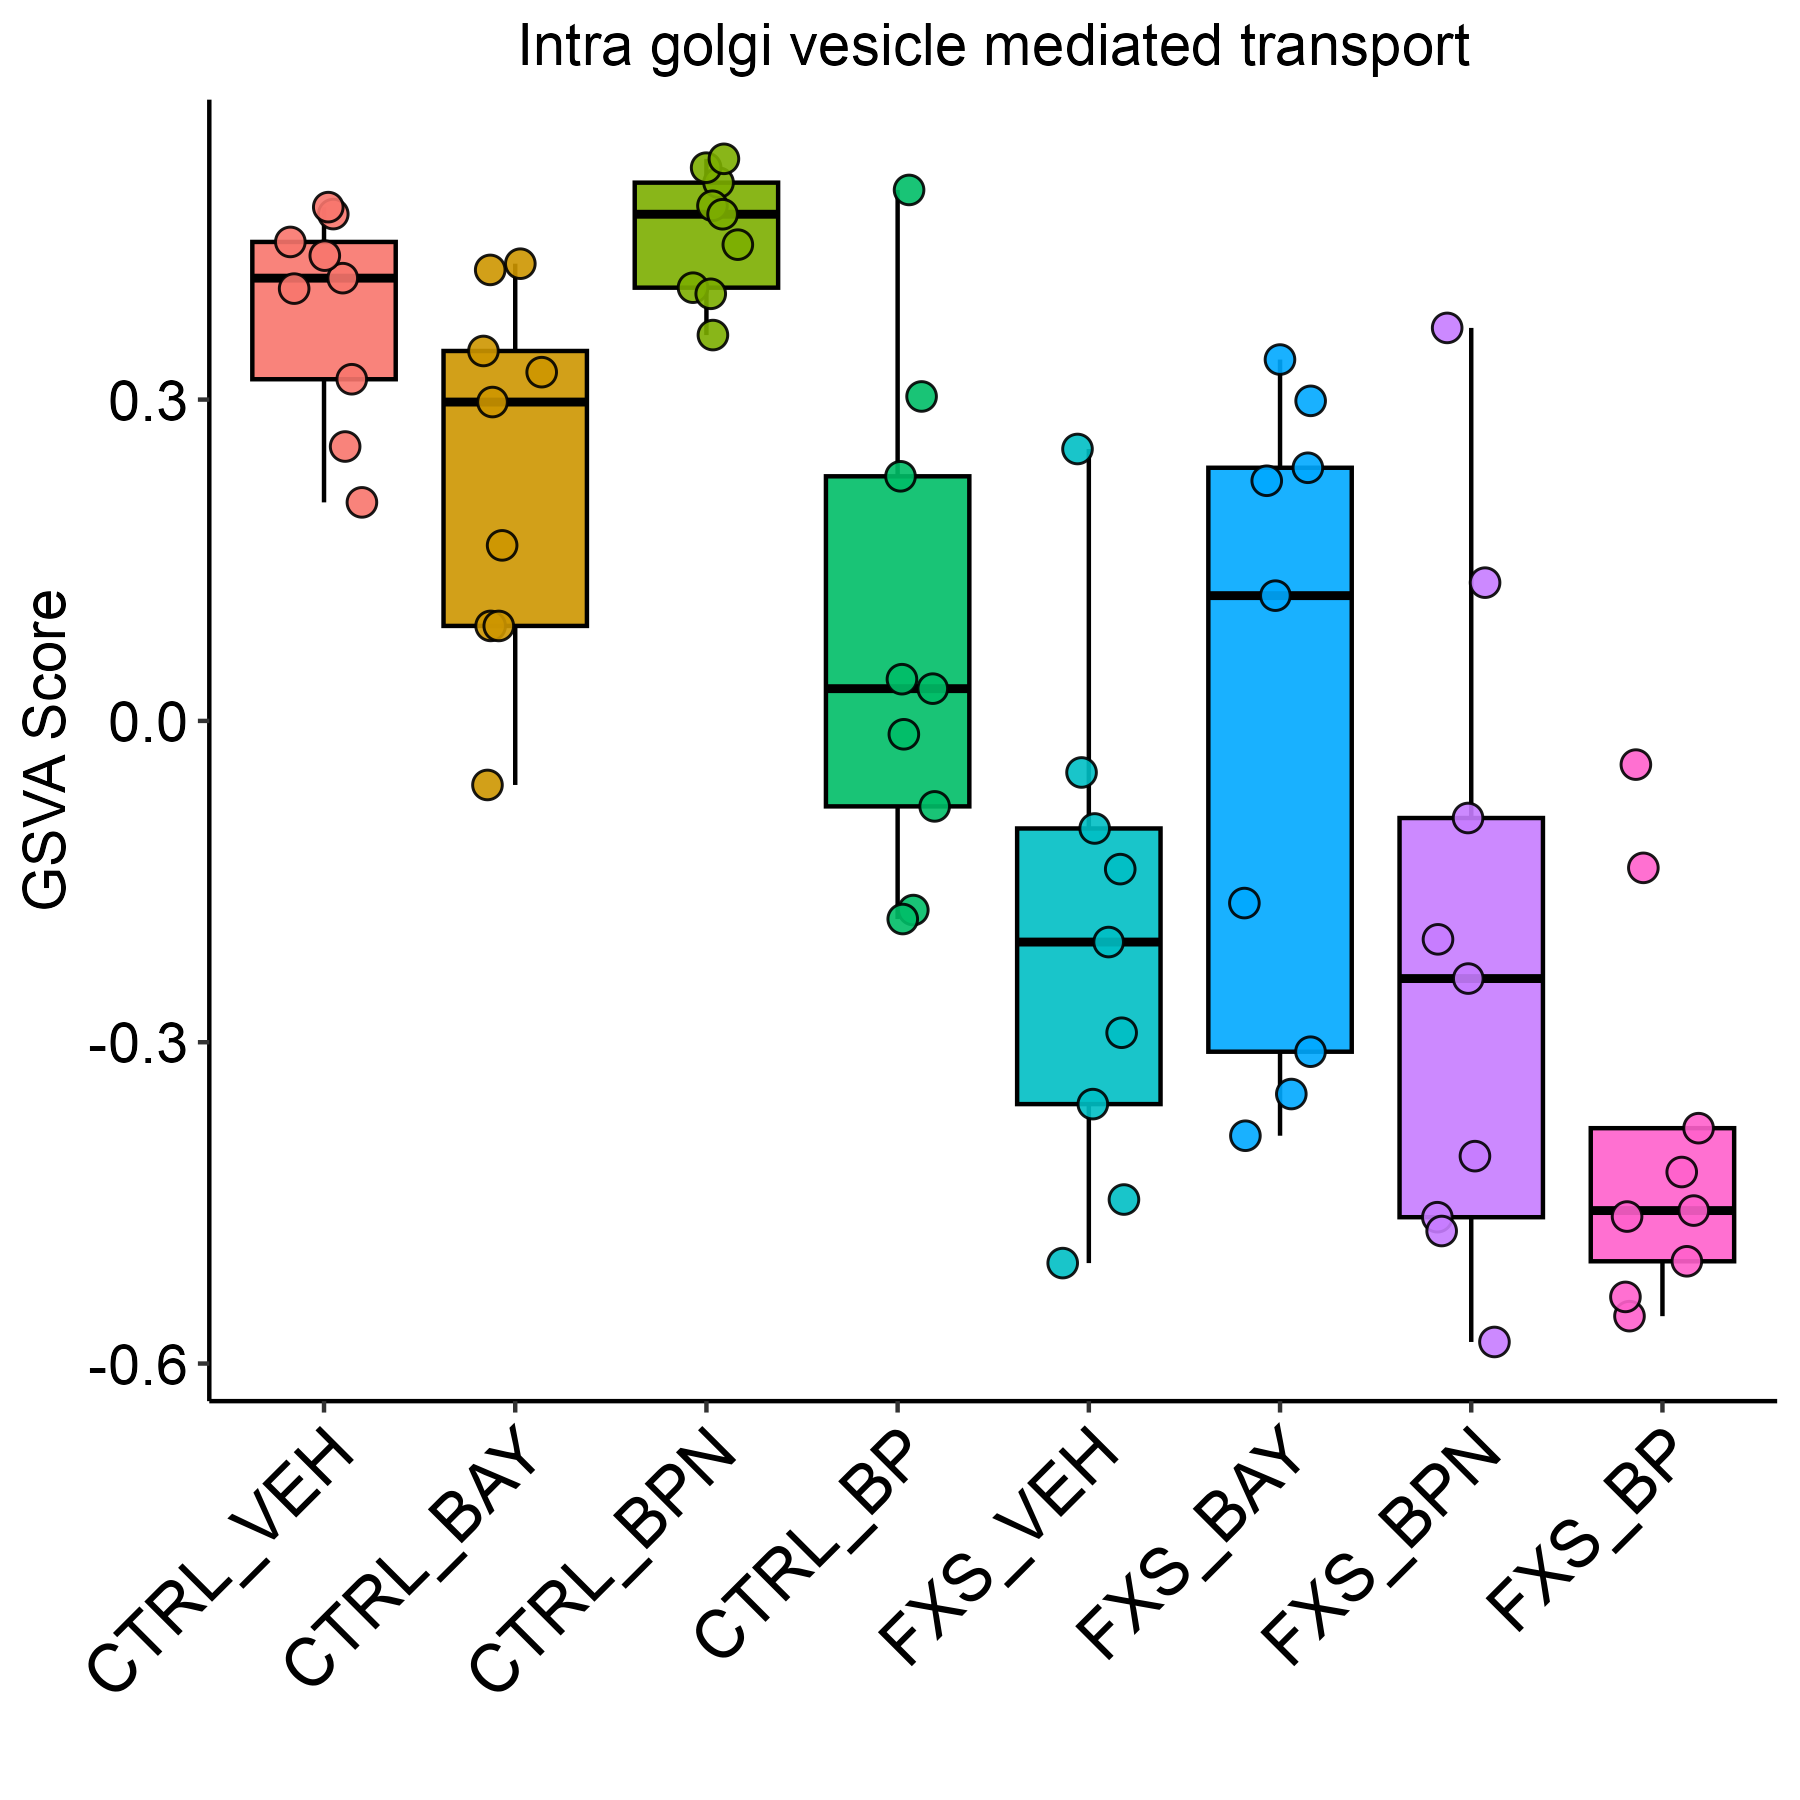 Intra golgi vesicle mediated transport
GSVA Score
0.3
0.0
-0.3
-0.6
CTRL_VEH
CTRL_BAY
CTRL_BPN
CTRL_BP
FXS_VEH
FXS_BAY
FXS_BPN
FXS_BP